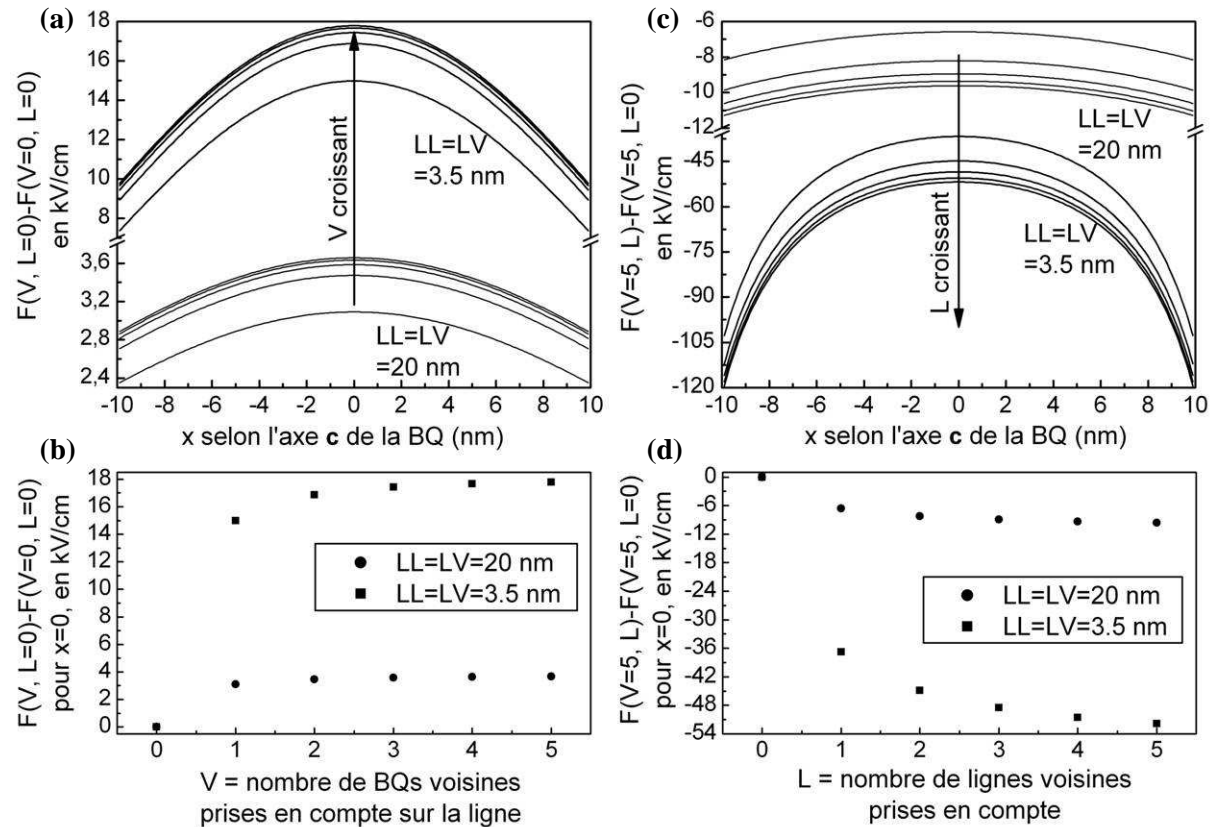 (a)
F(V, L=0)-F(V=0, L=0)
en kV/cm
18
16
14
12
10
8
3,6
3,2
2,8
2,4
V croissant
LL=LV
=3.5 nm
LL=LV
=20 nm
-10 -8 -6 -4 -2 0 2 4 6 8 10
x selon l'axe c de la BQ (nm)
(c)
F(V=5, L)-F(V=5, L=0)
en kV/cm
-6
-8
-10
-12
-45
-60
-75
-90
-105
-120
L croissant
LL=LV=
20 nm
LL=LV
=3.5 nm
-10 -8 -6 -4 -2 0 2 4 6 8 10
x selon l'axe c de la BQ (nm)
(b)
F(V, L=0)-F(V=0, L=0)
pour x=0, en kV/cm
18
16
14
12
10
8
6
4
2
0
LL=LV=20 nm
LL=LV=3.5 nm
0 1 2 3 4 5
V = nombre de BQs voisines
prises en compte sur la ligne
(d)
F(V=5, L)-F(V=5, L=0)
pour x=0, en kV/cm
0
-6
-12
-18
-24
-30
-36
-42
-48
-54
LL=LV=20 nm
LL=LV=3.5 nm
0 1 2 3 4 5
L = nombre de lignes voisines
prises en compte